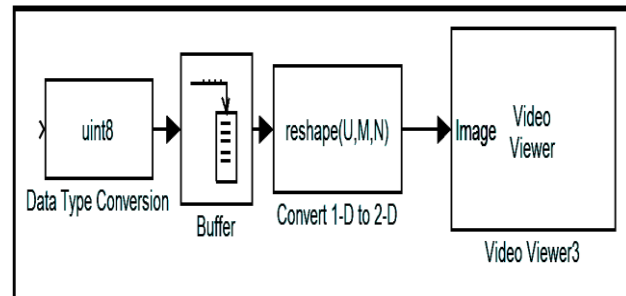 uint8
Data Type Conversion
Buffer
reshape(U,M,N)
Convert 1-D to 2-D
Image
Video
Viewer
Video Viewer3